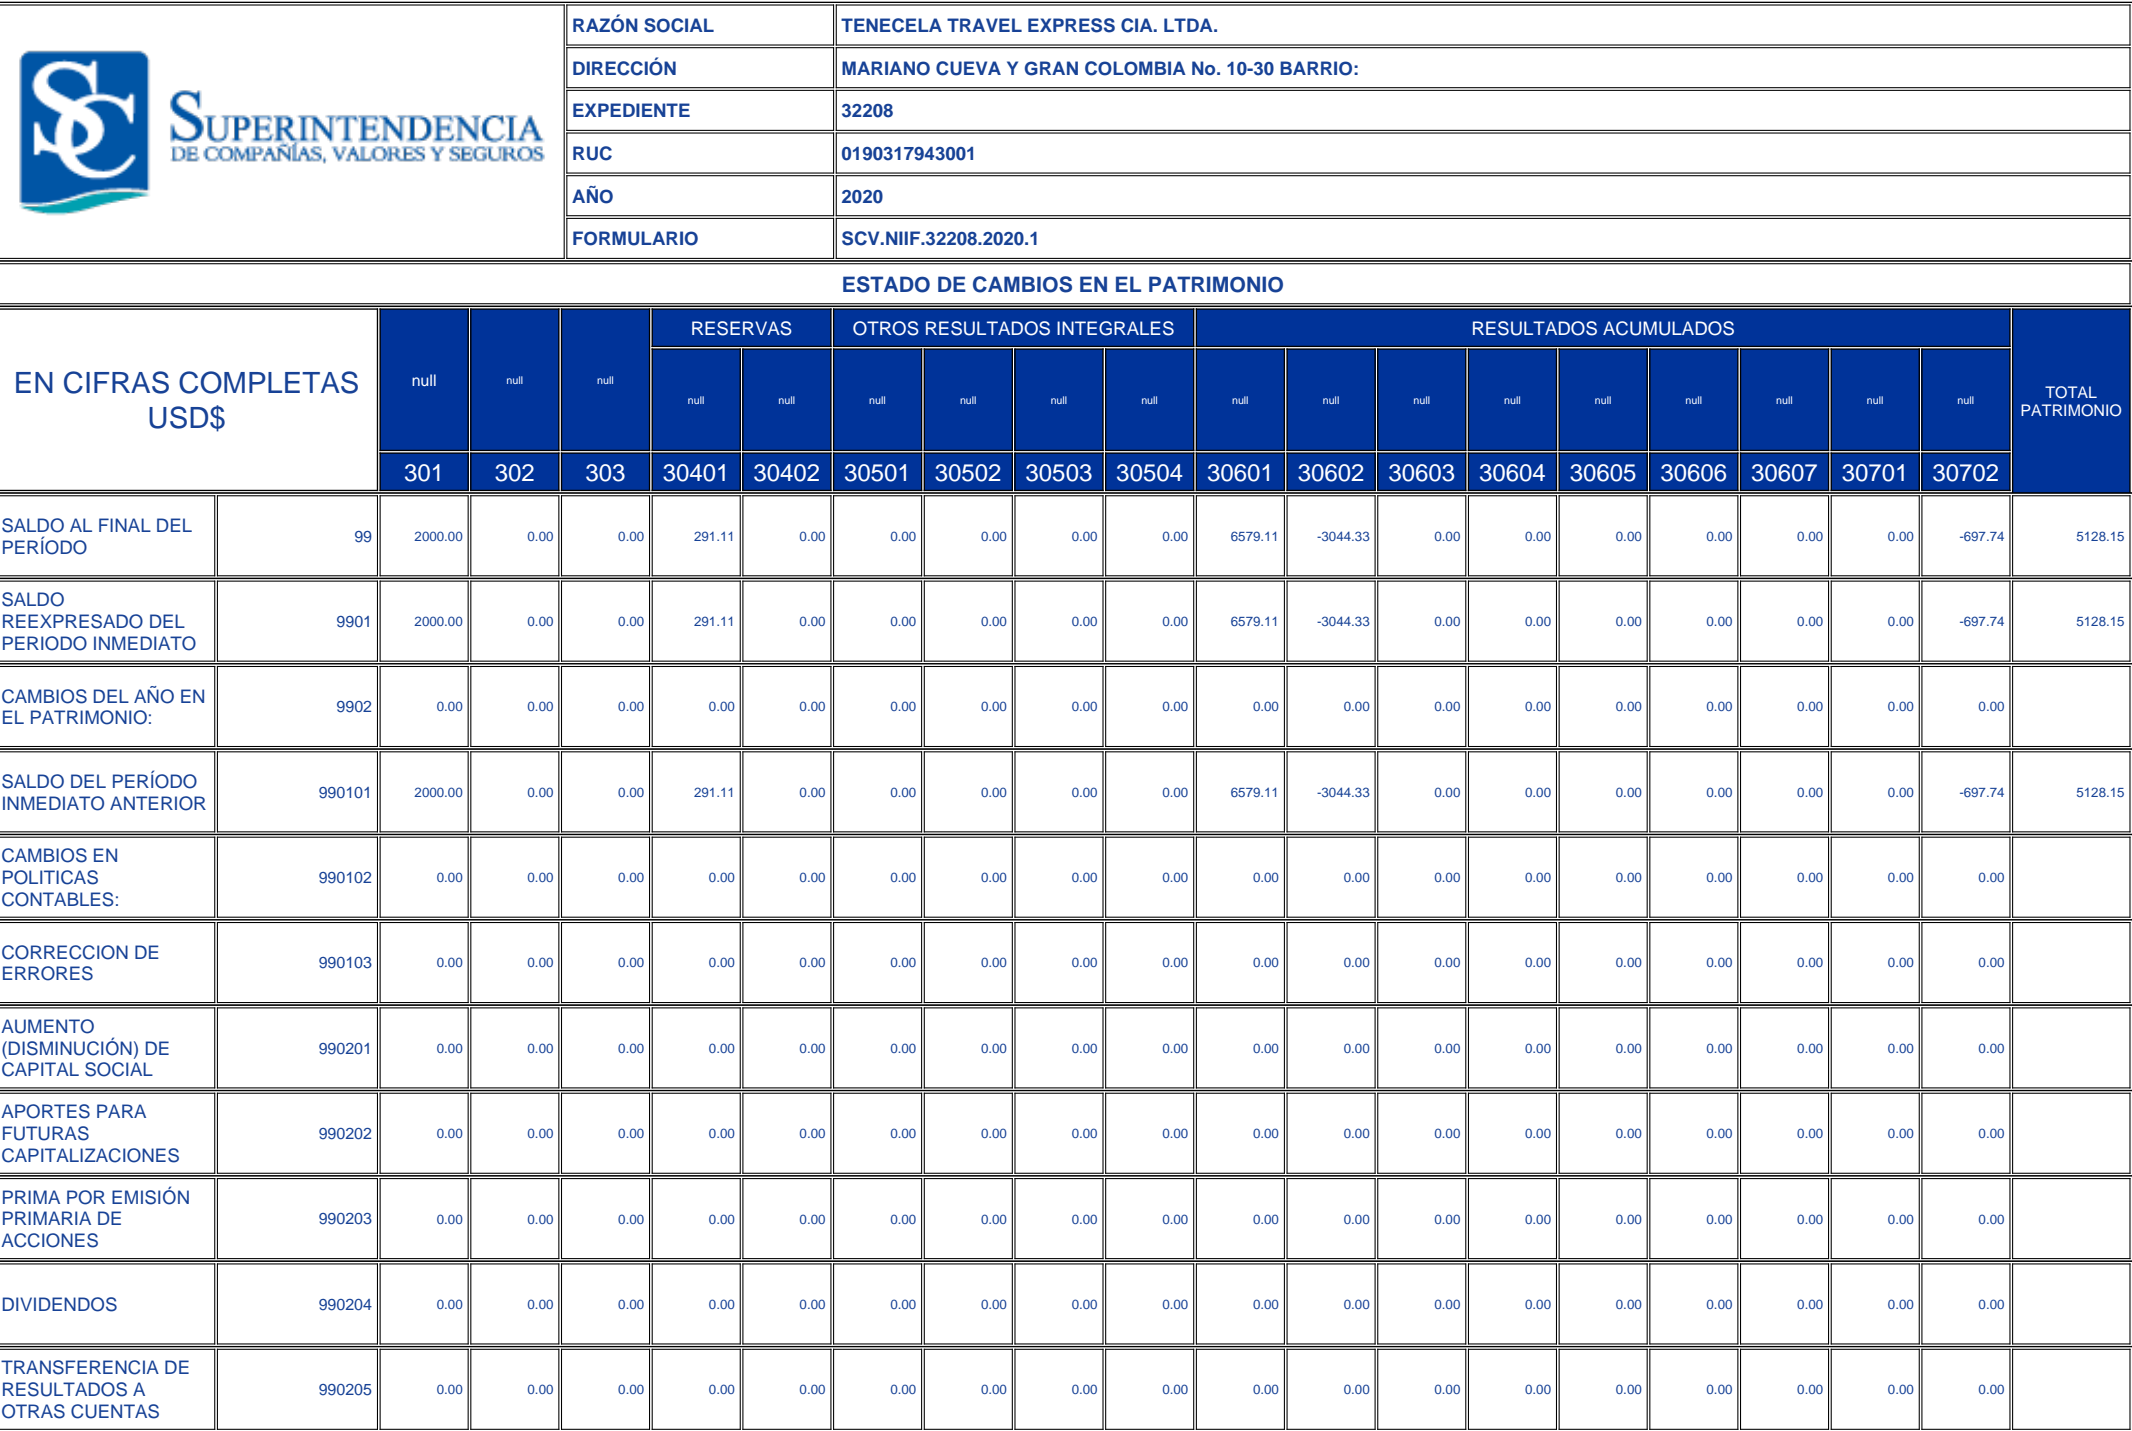 SC SUPERINTENDENCIA
DE COMPAÑÍAS, VALORES Y SEGUROS
RAZÓN SOCIAL TENECELA TRAVEL EXPRESS CIA. LTDA.
DIRECCIÓN MARIANO CUEVA Y GRAN COLOMBIA No. 10-30 BARRIO:
EXPEDIENTE 32208
RUC 0190317943001
AÑO 2020
FORMULARIO SCV.NIIF.32208.2020.1
ESTADO DE CAMBIOS EN EL PATRIMONIO
EN CIFRAS COMPLETAS
USD$
RESERVAS OTROS RESULTADOS INTEGRALES RESULTADOS ACUMULADOS
null null null null null null null null null null null null null null null null null null
TOTAL
PATRIMONIO
301 302 303 30401 30402 30501 30502 30503 30504 30601 30602 30603 30604 30605 30606 30607 30701 30702
SALDO AL FINAL DEL
PERÍODO
99 2000.00 0.00 0.00 291.11 0.00 0.00 0.00 0.00 0.00 6579.11 -3044.33 0.00 0.00 0.00 0.00 0.00 0.00 -697.74 5128.15
SALDO
REEXPRESADO DEL
PERIODO INMEDIATO
9901 2000.00 0.00 0.00 291.11 0.00 0.00 0.00 0.00 0.00 6579.11 -3044.33 0.00 0.00 0.00 0.00 0.00 0.00 -697.74 5128.15
CAMBIOS DEL AÑO EN
EL PATRIMONIO:
9902 0.00 0.00 0.00 0.00 0.00 0.00 0.00 0.00 0.00 0.00 0.00 0.00 0.00 0.00 0.00 0.00 0.00 0.00
SALDO DEL PERÍODO
INMEDIATO ANTERIOR
990101 2000.00 0.00 0.00 291.11 0.00 0.00 0.00 0.00 0.00 6579.11 -3044.33 0.00 0.00 0.00 0.00 0.00 0.00 -697.74 5128.15
CAMBIOS EN
POLITICAS
CONTABLES:
990102 0.00 0.00 0.00 0.00 0.00 0.00 0.00 0.00 0.00 0.00 0.00 0.00 0.00 0.00 0.00 0.00 0.00 0.00
CORRECCION DE
ERRORES
990103 0.00 0.00 0.00 0.00 0.00 0.00 0.00 0.00 0.00 0.00 0.00 0.00 0.00 0.00 0.00 0.00 0.00 0.00
AUMENTO
(DISMINUCIÓN) DE
CAPITAL SOCIAL
990201 0.00 0.00 0.00 0.00 0.00 0.00 0.00 0.00 0.00 0.00 0.00 0.00 0.00 0.00 0.00 0.00 0.00 0.00
APORTES PARA
FUTURAS
CAPITALIZACIONES
990202 0.00 0.00 0.00 0.00 0.00 0.00 0.00 0.00 0.00 0.00 0.00 0.00 0.00 0.00 0.00 0.00 0.00 0.00
PRIMA POR EMISIÓN
PRIMARIA DE
ACCIONES
990203 0.00 0.00 0.00 0.00 0.00 0.00 0.00 0.00 0.00 0.00 0.00 0.00 0.00 0.00 0.00 0.00 0.00 0.00
DIVIDENDOS
990204 0.00 0.00 0.00 0.00 0.00 0.00 0.00 0.00 0.00 0.00 0.00 0.00 0.00 0.00 0.00 0.00 0.00 0.00
TRANSFERENCIA DE
RESULTADOS A
OTRAS CUENTAS
990205 0.00 0.00 0.00 0.00 0.00 0.00 0.00 0.00 0.00 0.00 0.00 0.00 0.00 0.00 0.00 0.00 0.00 0.00